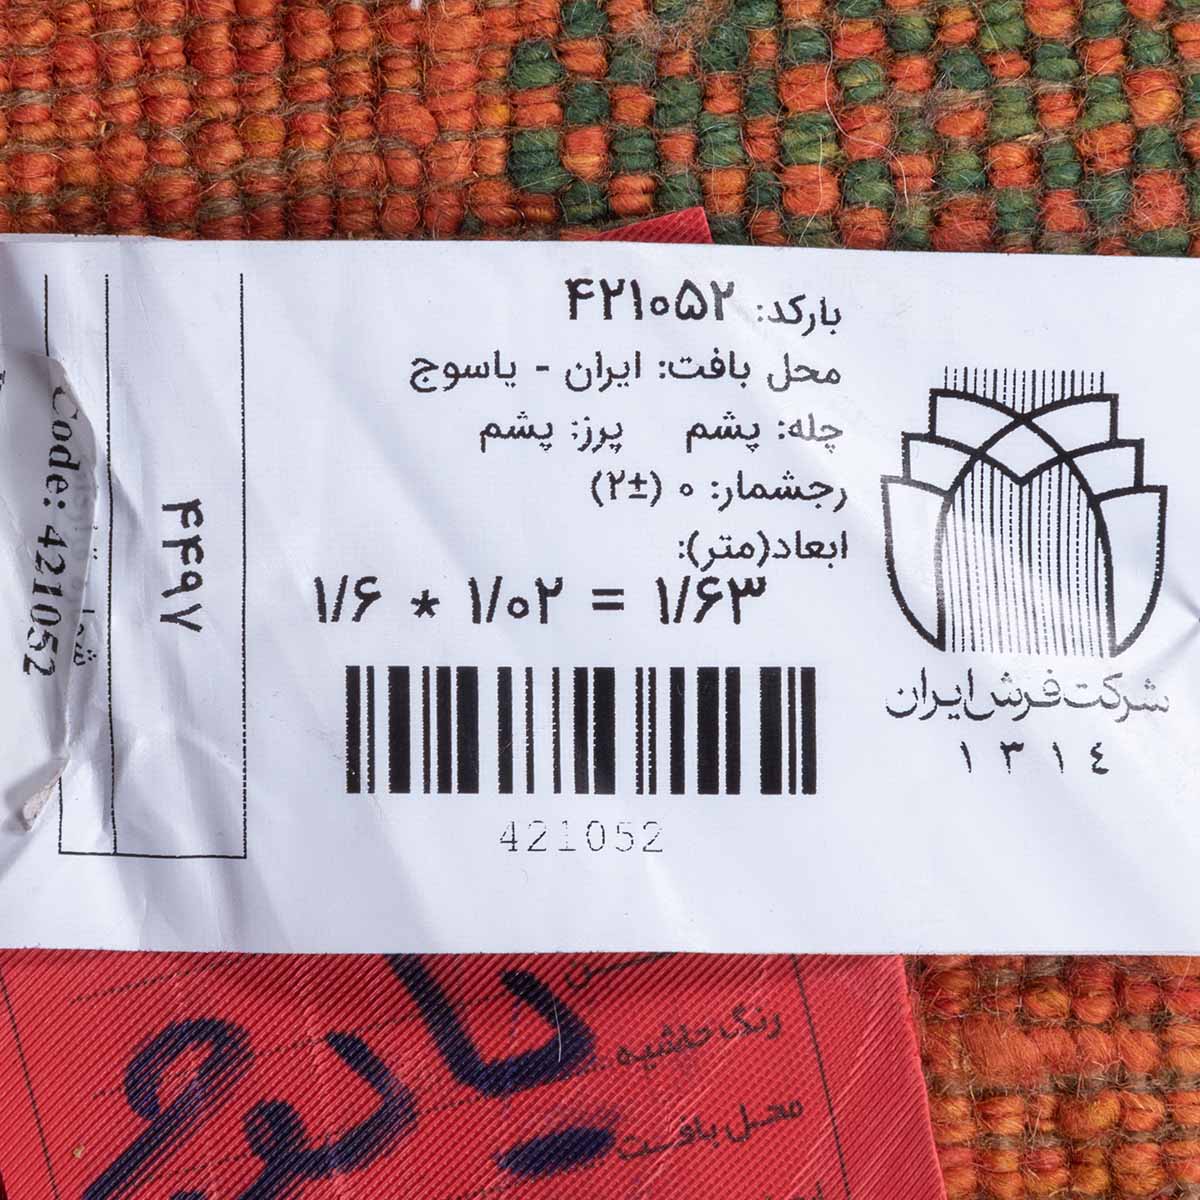 بارکد: ۴۲۱۰۵۲
محل بافت: ایران - یاسوج
چله: پشم پرز: پشم
رجشمار: ۰ (±۲)
ابعاد(متر):
۱/۶ * ۱/۰۲ = ۱/۶۳
421052
شرکت فرش ایران
۱۳۱٤
۴۴۹۷
Code: 421052
رنگ حاشیه
محل بافت